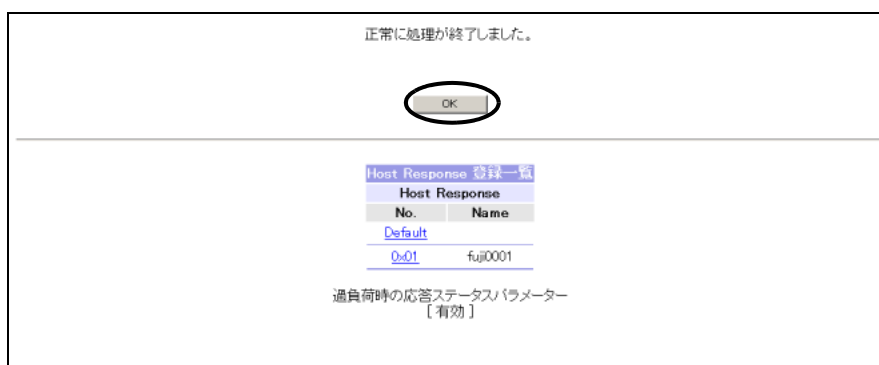 正常に処理が終了しました。
OK
Host Response 登録一覧
Host Response
No. Name
Default
0x01 fuji0001
過負荷時の応答ステータスパラメーター
[ 有効 ]